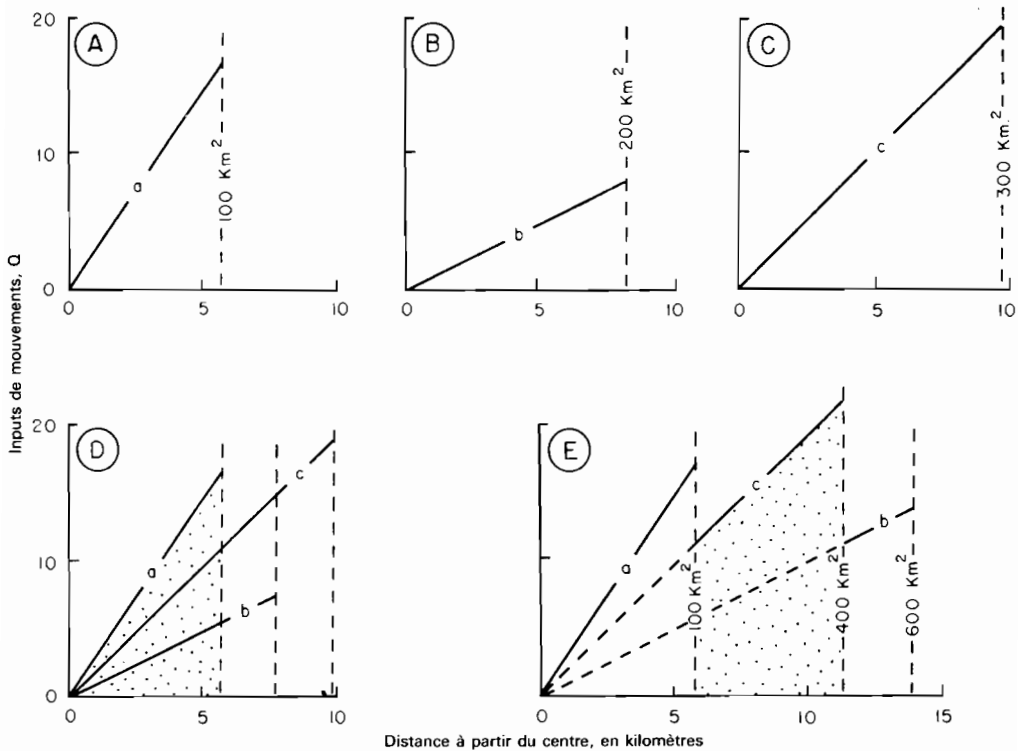 A
20
10
0
a
100 Km²
0
5
10
B
b
200 Km²
0
5
10
C
c
300 Km.²
0
5
10
Inputs de mouvements, Q
D
20
10
0
a
c
b
0
5
10
E
a
c
b
100 Km²
400 Km²
600 Km²
0
5
10
15
Distance à partir du centre, en kilomètres